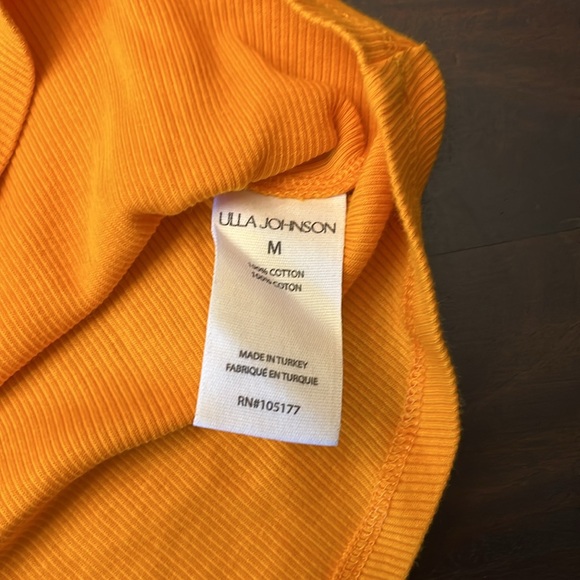 ULLA JOHNSON
M
100% COTTON
100% COTON
MADE IN TURKEY
FABRIQUÉ EN TURQUIE
RN#105177